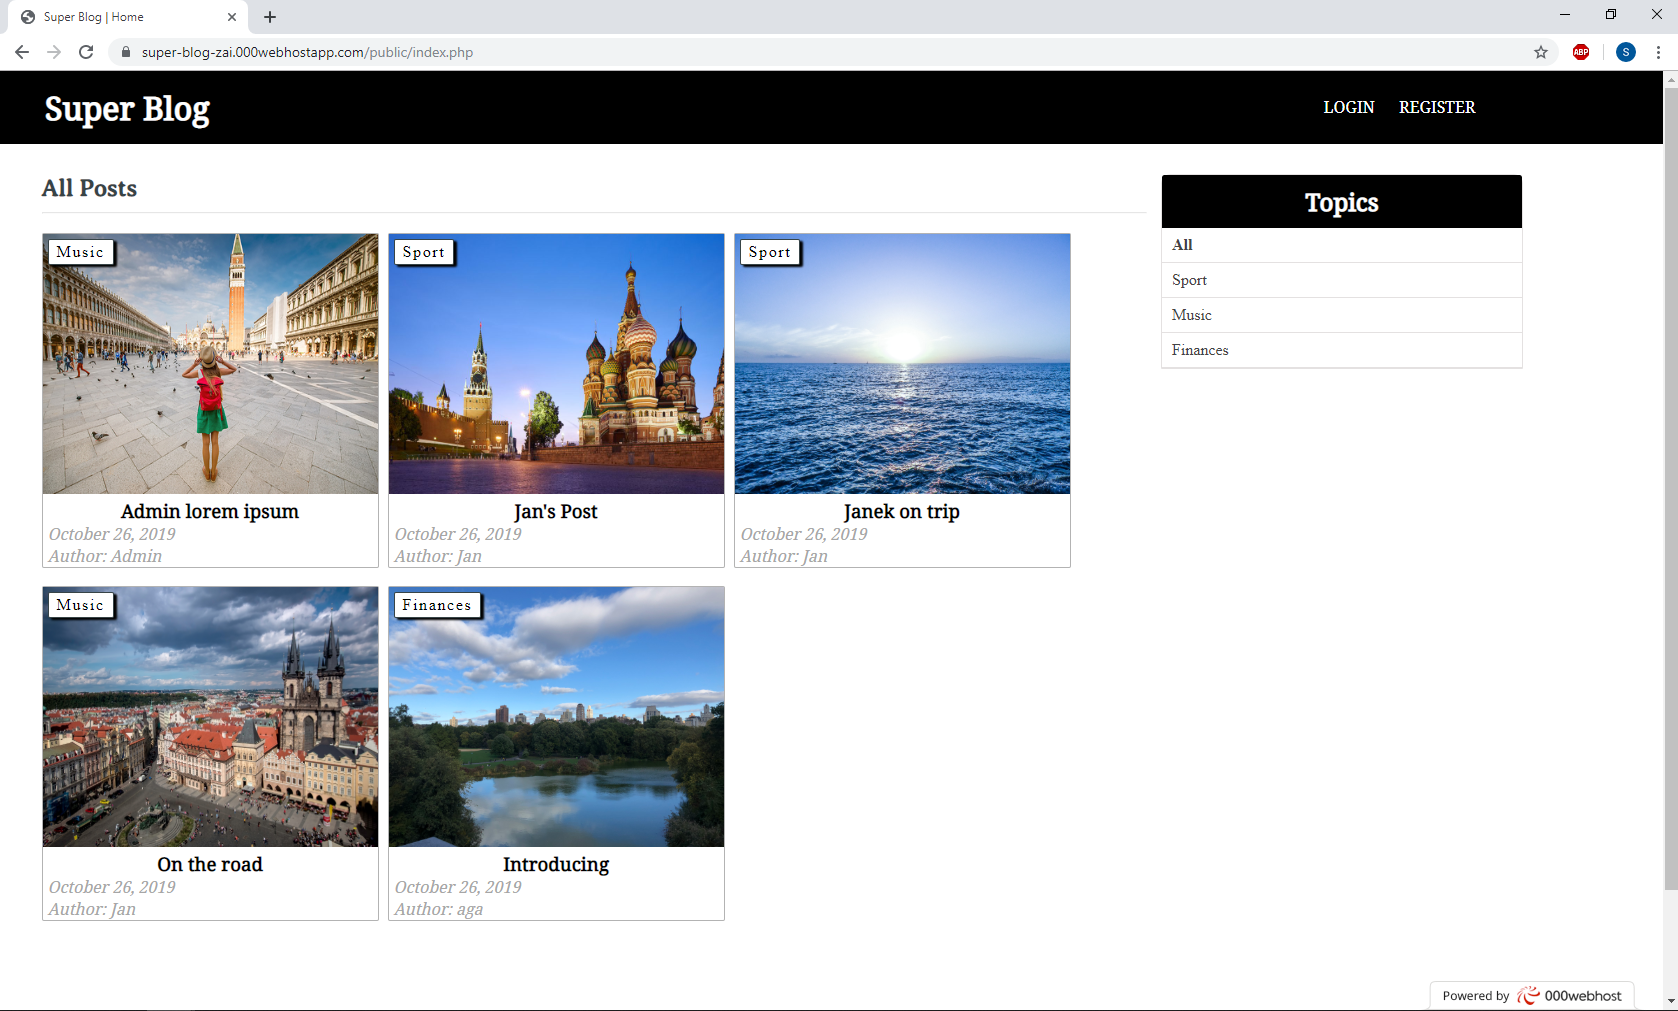 Super Blog | Home
super-blog-zai.000webhostapp.com/public/index.php
ABP
S
Super Blog
LOGIN REGISTER
All Posts
Music
Admin lorem ipsum
October 26, 2019
Author: Admin
Sport
Jan's Post
October 26, 2019
Author: Jan
Sport
Janek on trip
October 26, 2019
Author: Jan
Music
On the road
October 26, 2019
Author: Jan
Finances
Introducing
October 26, 2019
Author: aga
Topics
All
Sport
Music
Finances
Powered by 000webhost